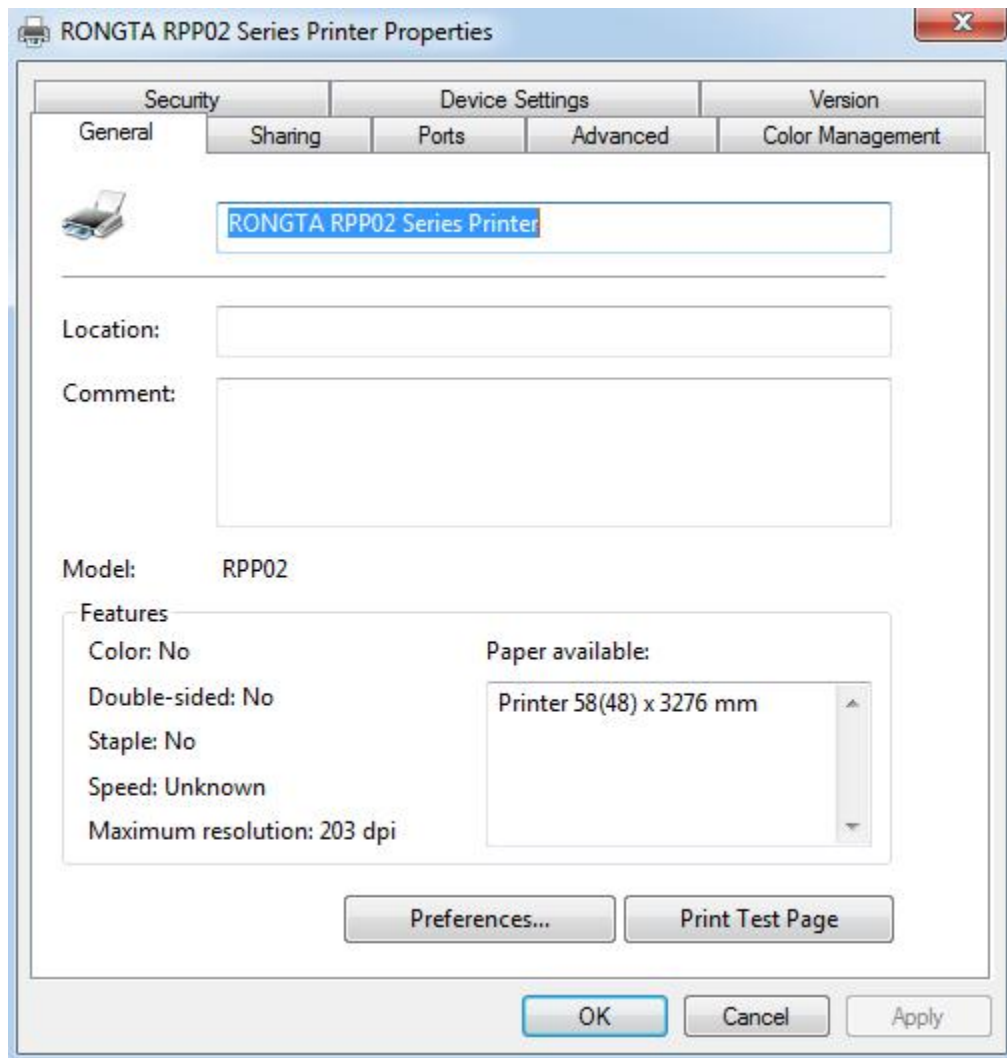 RONGTA RPP02 Series Printer Properties
X
Security Device Settings Version
General Sharing Ports Advanced Color Management
RONGTA RPP02 Series Printer
Location:
Comment:
Model: RPP02
Features
Color: No Paper available:
Double-sided: No Printer 58(48) x 3276 mm
Staple: No
Speed: Unknown
Maximum resolution: 203 dpi
Preferences... Print Test Page
OK Cancel Apply